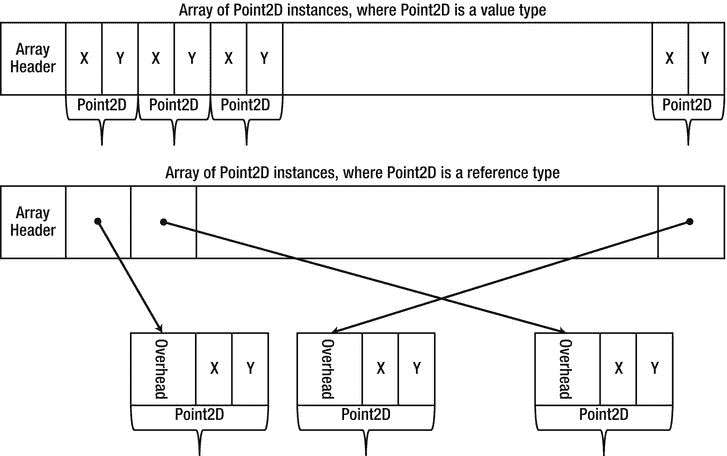 Array of Point2D instances, where Point2D is a value type
Array
Header
X Y X Y X Y X Y
Point2D Point2D Point2D Point2D
Array of Point2D instances, where Point2D is a reference type
Array
Header
Overhead X Y Overhead X Y Overhead X Y
Point2D Point2D Point2D